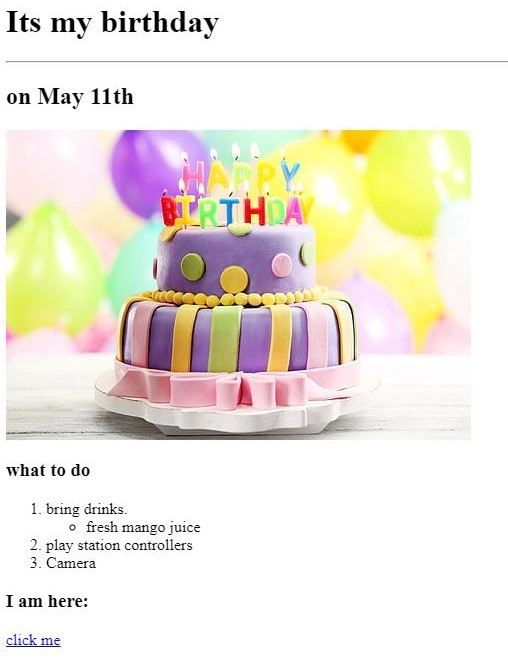 Its my birthday
on May 11th
HAPPY
BIRTHDA
what to do
1. bring drinks.
fresh mango juice
2. play station controllers
3. Camera
I am here:
click me